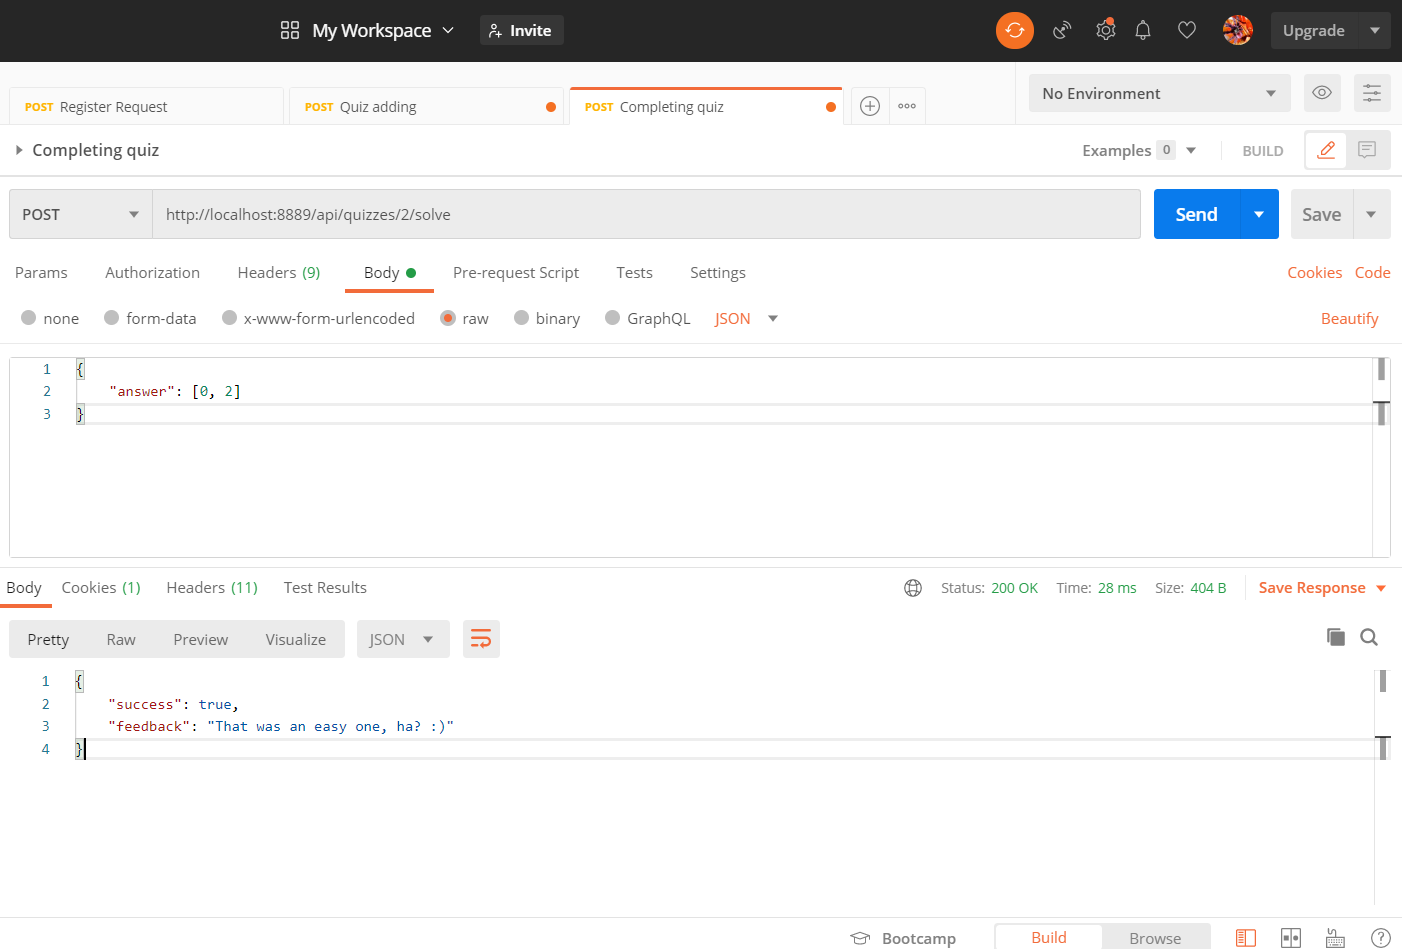 My Workspace Invite Upgrade
POST Register Request POST Quiz adding POST Completing quiz No Environment
Completing quiz Examples 0 BUILD
POST http://localhost:8889/api/quizzes/2/solve Send Save
Params Authorization Headers (9) Body Pre-request Script Tests Settings Cookies Code
none form-data x-www-form-urlencoded raw binary GraphQL JSON Beautify
1 {
2 "answer": [0, 2]
3 }
Body Cookies (1) Headers (11) Test Results Status: 200 OK Time: 28 ms Size: 404 B Save Response
Pretty Raw Preview Visualize JSON
1 {
2 "success": true,
3 "feedback": "That was an easy one, ha? :)"
4 }
Bootcamp Build Browse